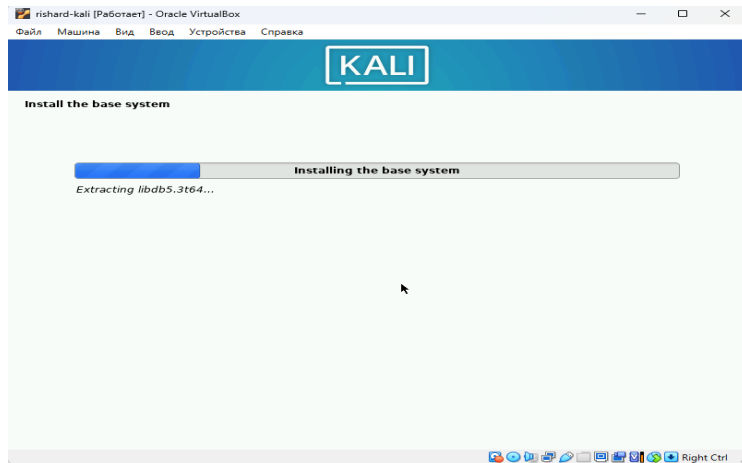 rishard-kali [Работает] - Oracle VirtualBox
Файл Машина Вид Ввод Устройства Справка
KALI
Install the base system
Installing the base system
Extracting libdb5.3t64...
Right Ctrl